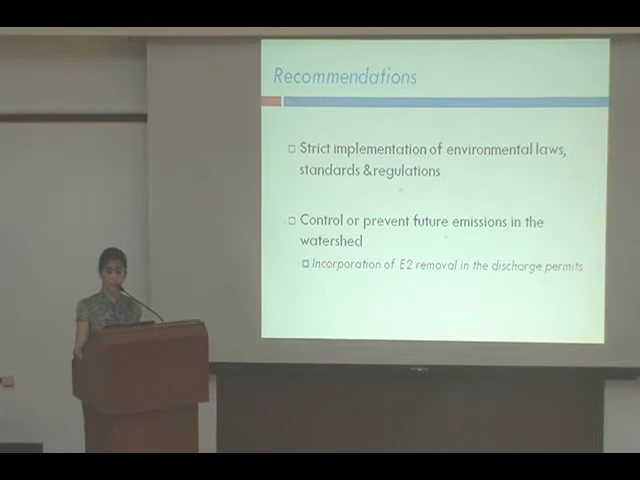 Recommendations
Strict implementation of environmental laws,
standards &regulations
Control or prevent future emissions in the
watershed
Incorporation of E2 removal in the discharge permits